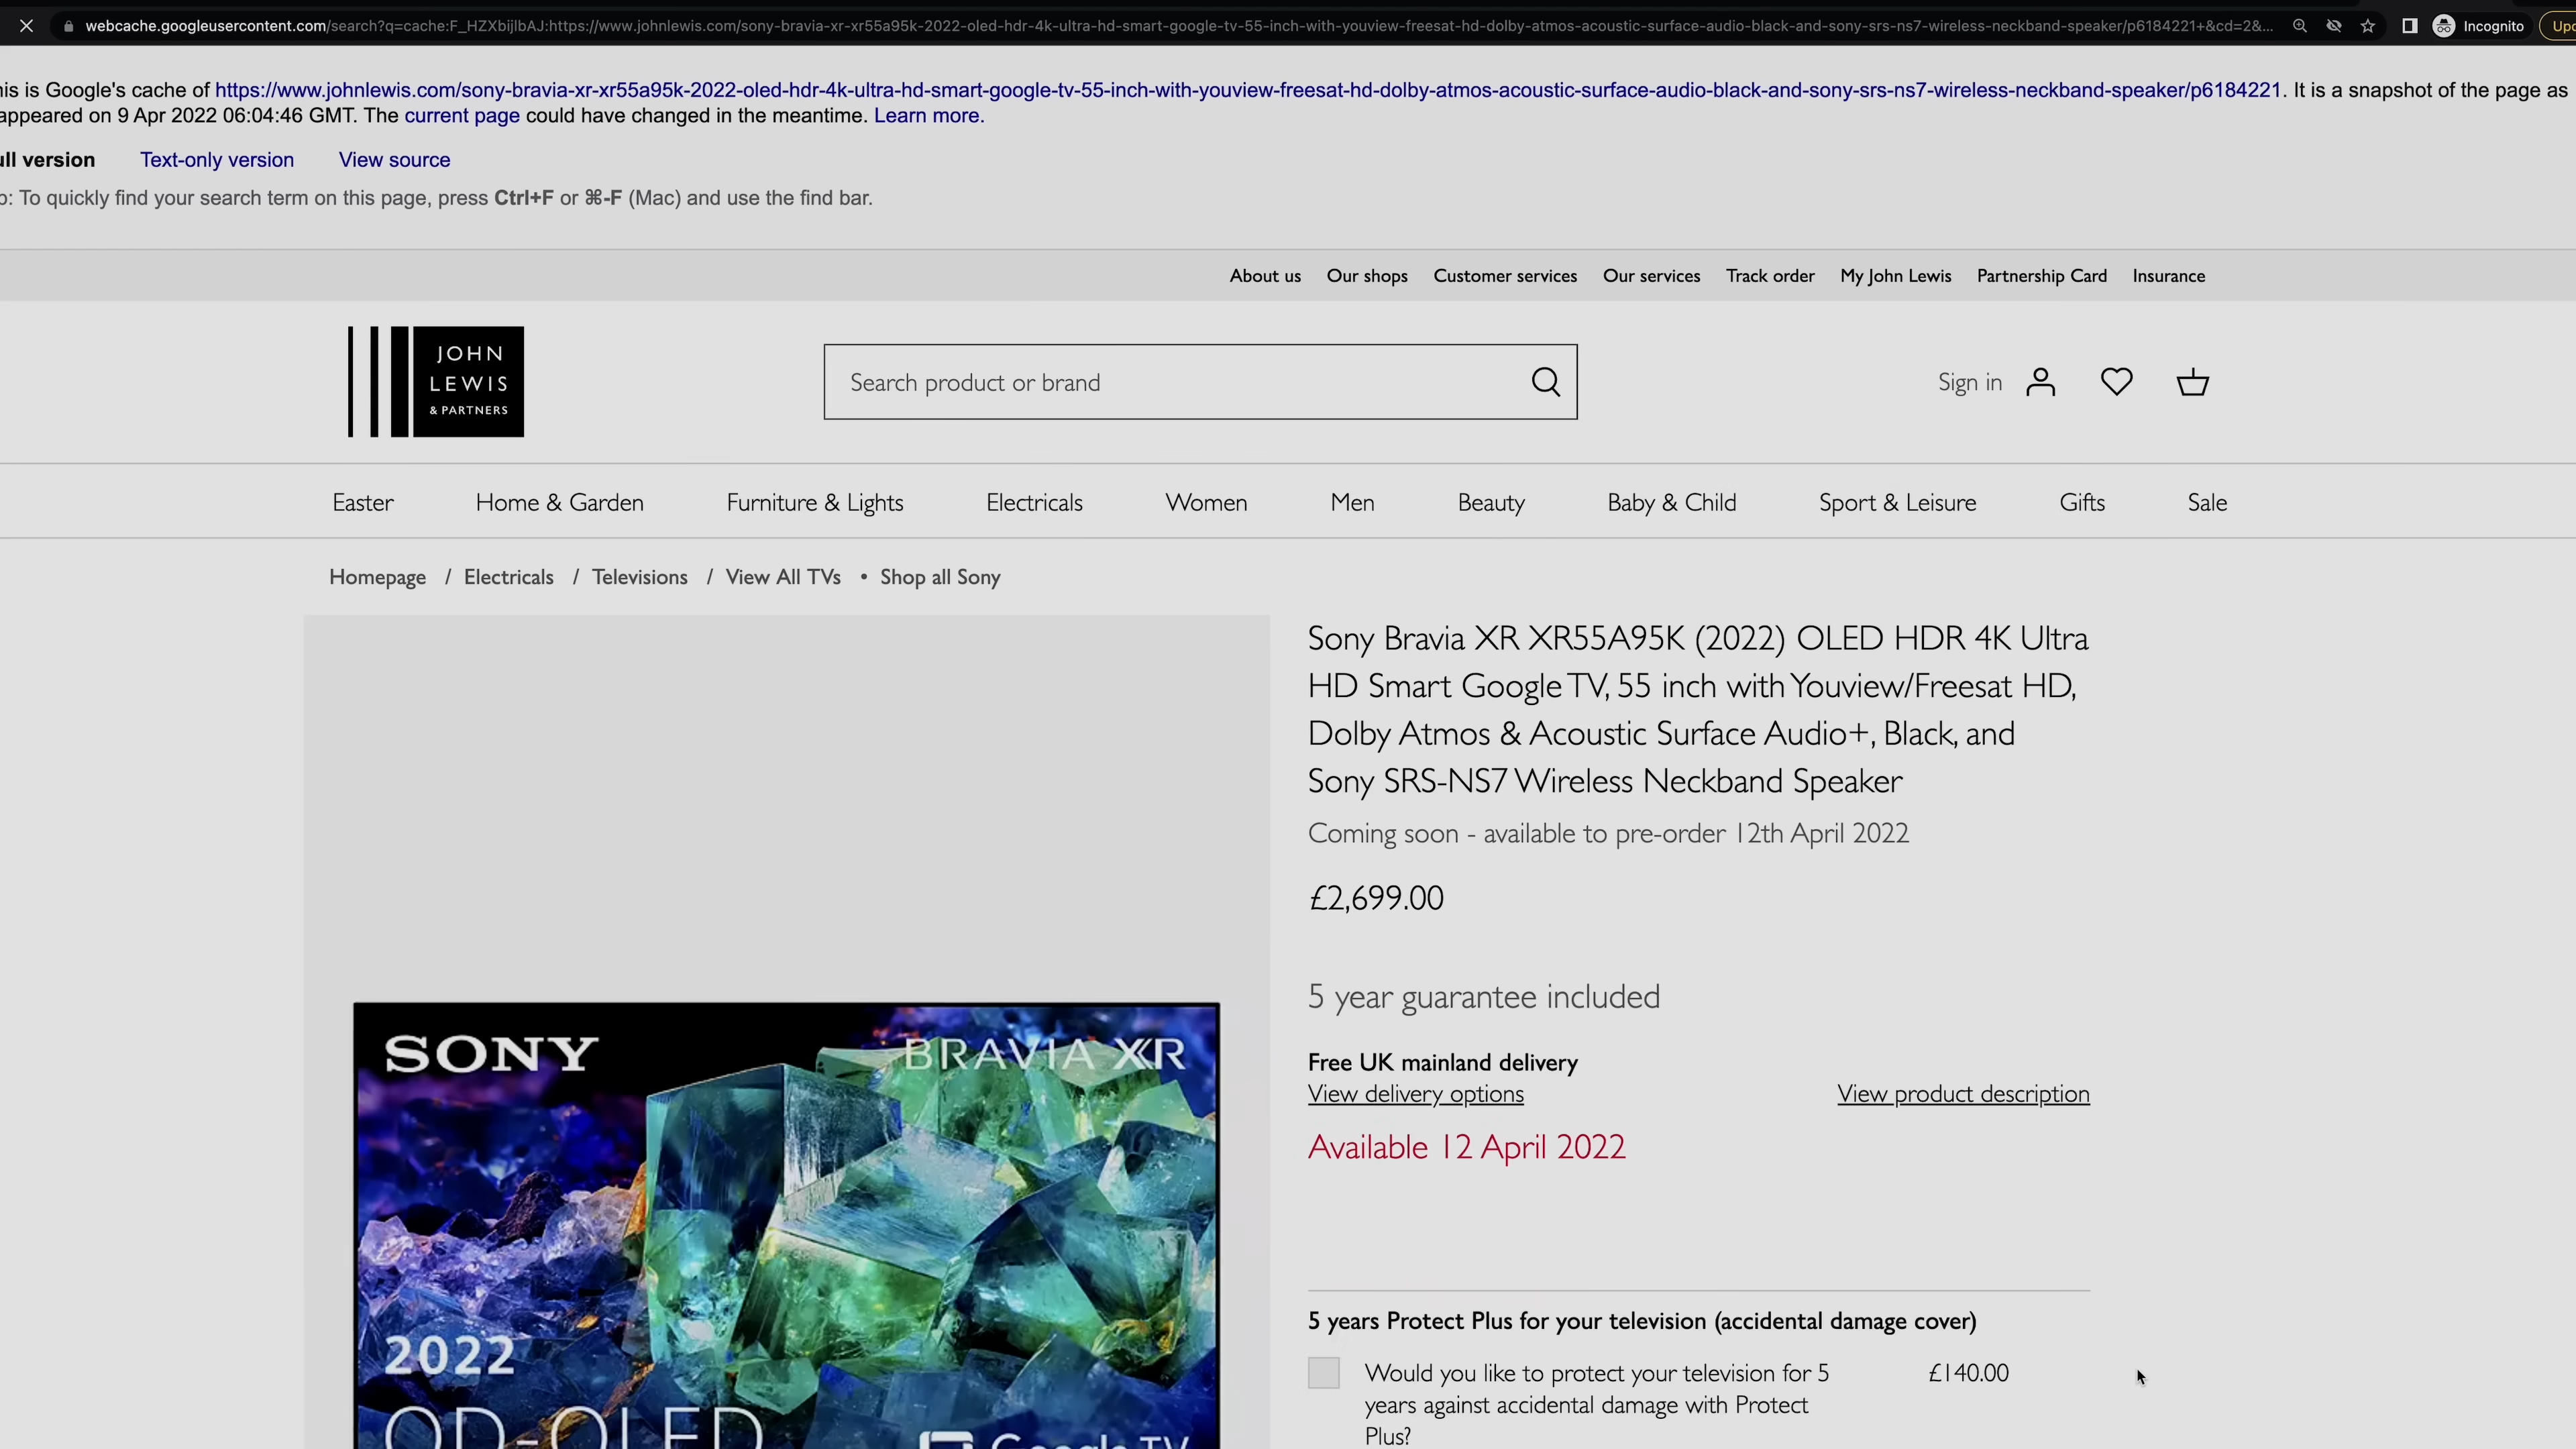 webcache.googleusercontent.com/search?q=cache:F_HZXbijlbAJ:https://www.johnlewis.com/sony-bravia-xr-xr55a95k-2022-oled-hdr-4k-ultra-hd-smart-google-tv-55-inch-with-youview-freesat-hd-dolby-atmos-acoustic-surface-audio-black-and-sony-srs-ns7-wireless-neckband-speaker/p6184221+&cd=2&... Incognito
his is Google's cache of https://www.johnlewis.com/sony-bravia-xr-xr55a95k-2022-oled-hdr-4k-ultra-hd-smart-google-tv-55-inch-with-youview-freesat-hd-dolby-atmos-acoustic-surface-audio-black-and-sony-srs-ns7-wireless-neckband-speaker/p6184221. It is a snapshot of the page as
appeared on 9 Apr 2022 06:04:46 GMT. The current page could have changed in the meantime. Learn more.
ull version Text-only version View source
p: To quickly find your search term on this page, press Ctrl+F or ⌘-F (Mac) and use the find bar.
About us Our shops Customer services Our services Track order My John Lewis Partnership Card Insurance
JOHN
LEWIS
& PARTNERS
Search product or brand
Sign in
Easter Home & Garden Furniture & Lights Electricals Women Men Beauty Baby & Child Sport & Leisure Gifts Sale
Homepage / Electricals / Televisions / View All TVs • Shop all Sony
Sony Bravia XR XR55A95K (2022) OLED HDR 4K Ultra
HD Smart Google TV, 55 inch with Youview/Freesat HD,
Dolby Atmos & Acoustic Surface Audio+, Black, and
Sony SRS-NS7 Wireless Neckband Speaker
Coming soon - available to pre-order 12th April 2022
£2,699.00
5 year guarantee included
Free UK mainland delivery
View delivery options View product description
Available 12 April 2022
5 years Protect Plus for your television (accidental damage cover)
Would you like to protect your television for 5 £140.00
years against accidental damage with Protect
Plus?
SONY BRAVIA XR
2022
QD-OLED
Google TV